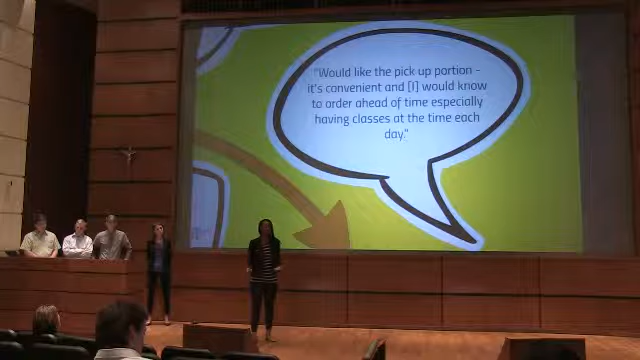 "Would like the pick up portion -
it's convenient and [I] would know
to order ahead of time especially
having classes at the time each
day."